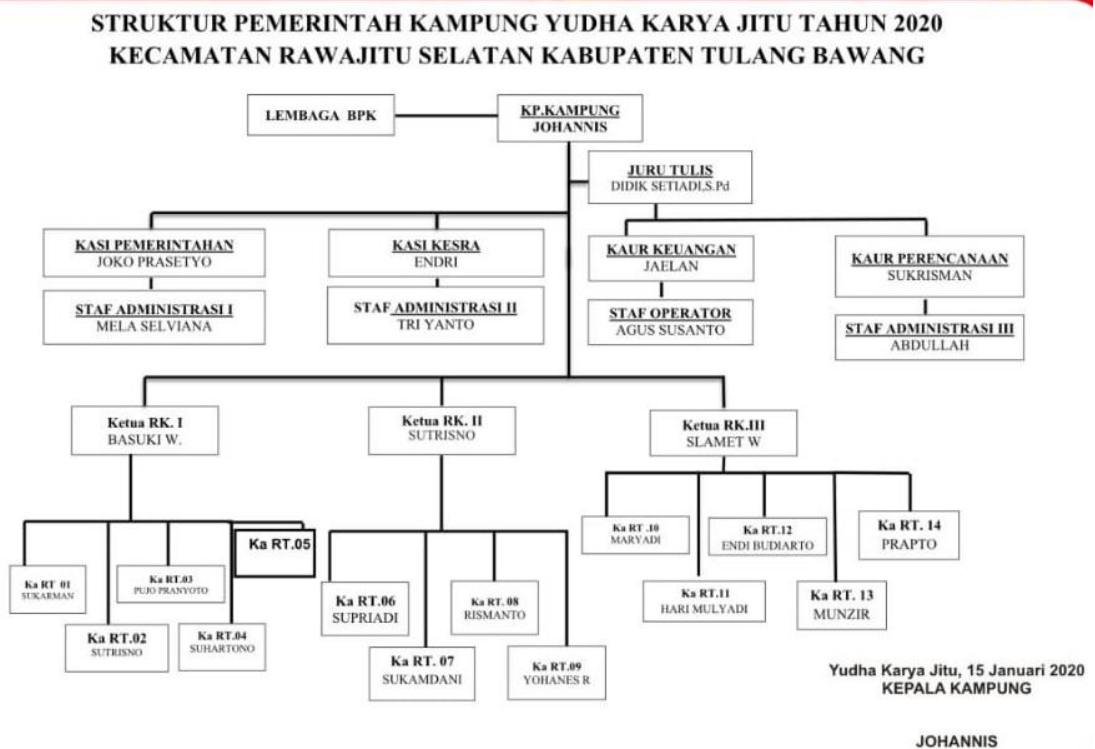 STRUKTUR PEMERINTAH KAMPUNG YUDHA KARYA JITU TAHUN 2020
KECAMATAN RAWAJITU SELATAN KABUPATEN TULANG BAWANG
LEMBAGA BPK
KP.KAMPUNG
JOHANNIS
JURU TULIS
DIDIK SETIADI,S.Pd
KASI PEMERINTAHAN
JOKO PRASETYO
KASI KESRA
ENDRI
KAUR KEUANGAN
JAELAN
KAUR PERENCANAAN
SUKRISMAN
STAF ADMINISTRASI I
MELA SELVIANA
STAF ADMINISTRASI II
TRI YANTO
STAF OPERATOR
AGUS SUSANTO
STAF ADMINISTRASI III
ABDULLAH
Ketua RK. I
BASUKI W.
Ketua RK. II
SUTRISNO
Ketua RK.III
SLAMET W
Ka RT 01
SUKARMAN
Ka RT.02
SUTRISNO
Ka RT.03
PUJO PRANYOTO
Ka RT.04
SUHARTONO
Ka RT.05
Ka RT.06
SUPRIADI
Ka RT. 07
SUKAMDANI
Ka RT. 08
RISMANTO
Ka RT.09
YOHANES R
Ka RT .10
MARYADI
Ka RT.11
HARI MULYADI
Ka RT.12
ENDI BUDIARTO
Ka RT. 13
MUNZIR
Ka RT. 14
PRAPTO
Yudha Karya Jitu, 15 Januari 2020
KEPALA KAMPUNG
JOHANNIS